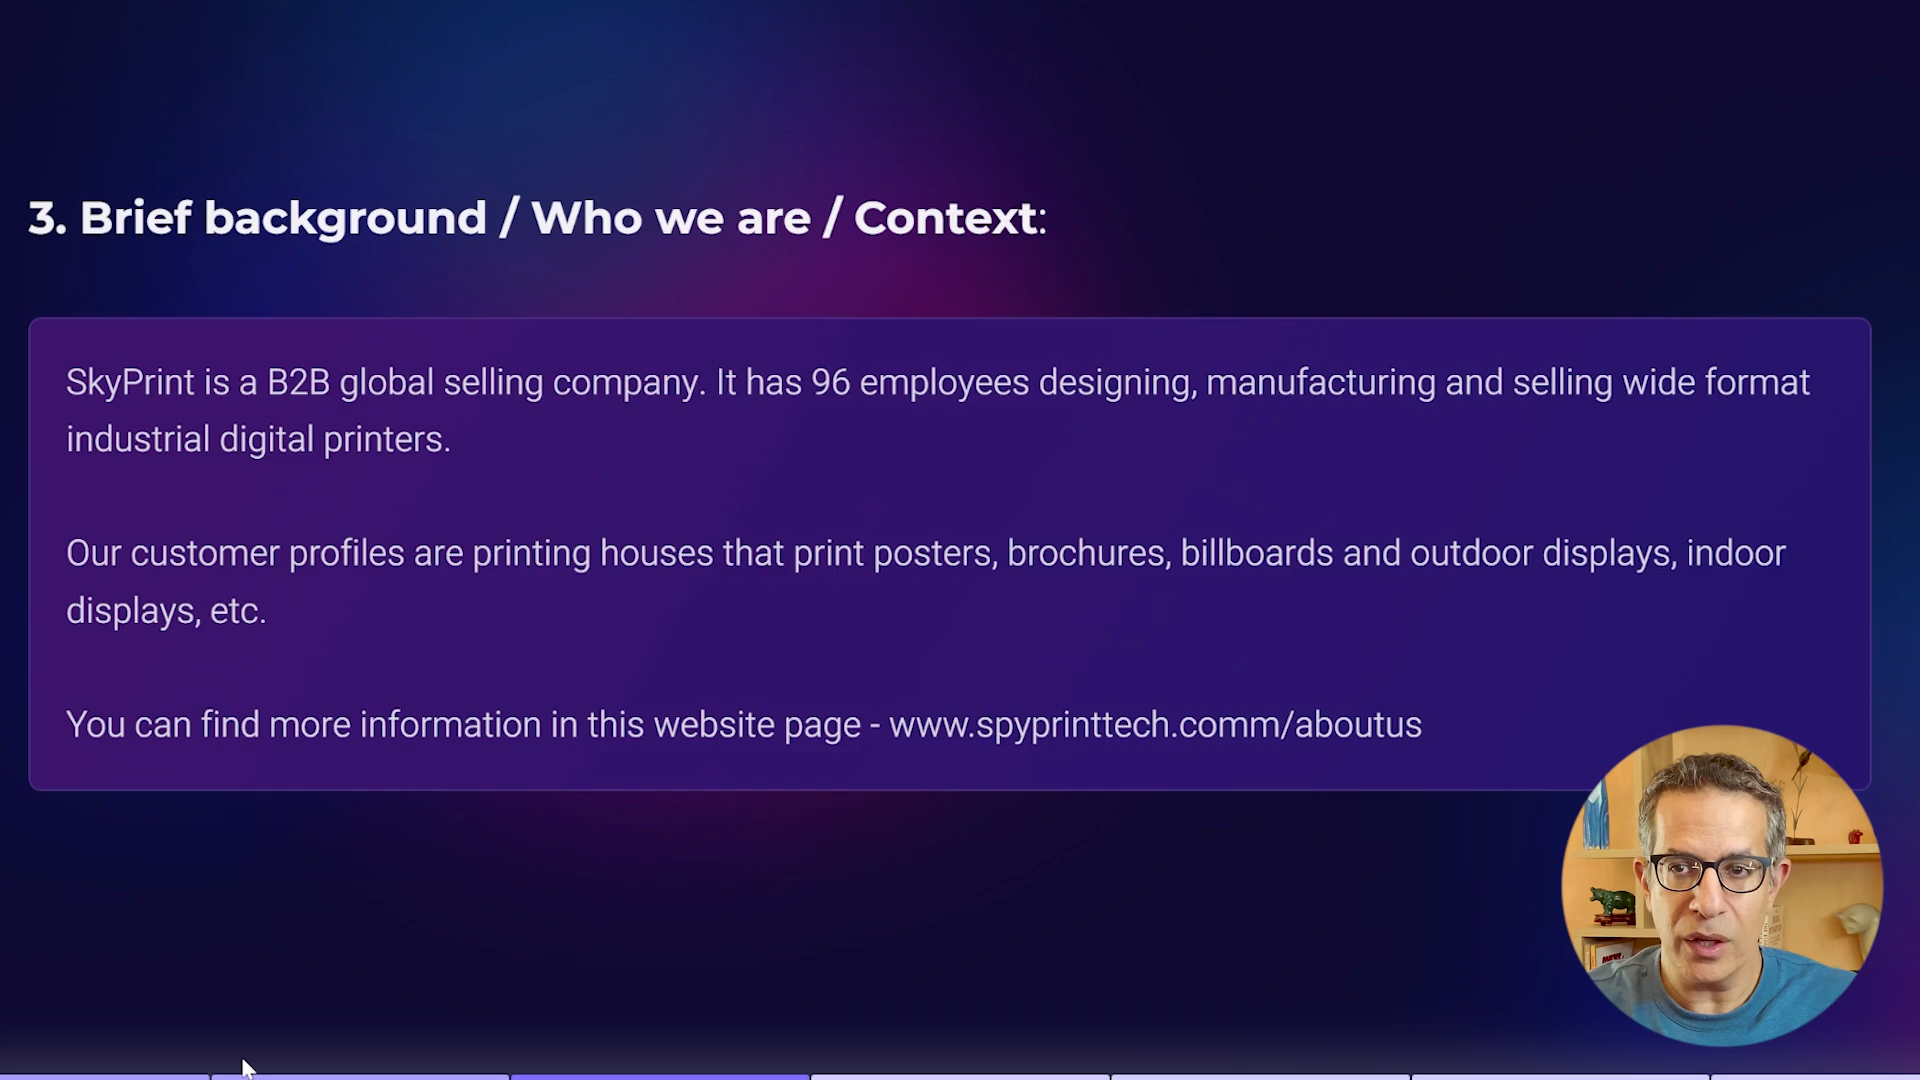 3. Brief background / Who we are / Context:
SkyPrint is a B2B global selling company. It has 96 employees designing, manufacturing and selling wide format
industrial digital printers.
Our customer profiles are printing houses that print posters, brochures, billboards and outdoor displays, indoor
displays, etc.
You can find more information in this website page - www.spyprinttech.comm/aboutus